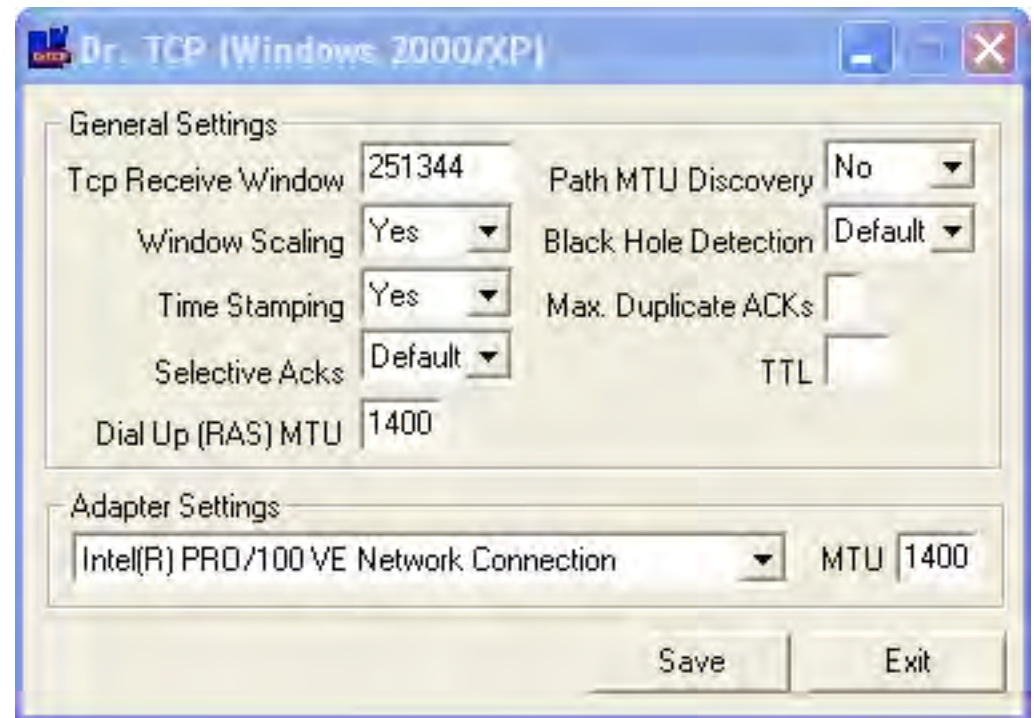 Dr. TCP (Windows 2000/XP)
General Settings
Tcp Receive Window 251344 Path MTU Discovery No
Window Scaling Yes Black Hole Detection Default
Time Stamping Yes Max. Duplicate ACKs
Selective Acks Default TTL
Dial Up (RAS) MTU 1400
Adapter Settings
Intel(R) PRO/100 VE Network Connection MTU 1400
Save Exit